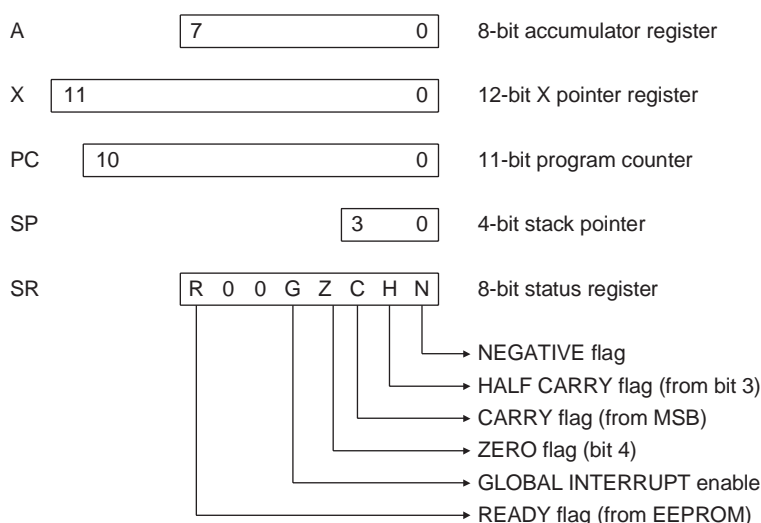 A 7 0 8-bit accumulator register
X 11 0 12-bit X pointer register
PC 10 0 11-bit program counter
SP 3 0 4-bit stack pointer
SR R 0 0 G Z C H N 8-bit status register
NEGATIVE flag
HALF CARRY flag (from bit 3)
CARRY flag (from MSB)
ZERO flag (bit 4)
GLOBAL INTERRUPT enable
READY flag (from EEPROM)